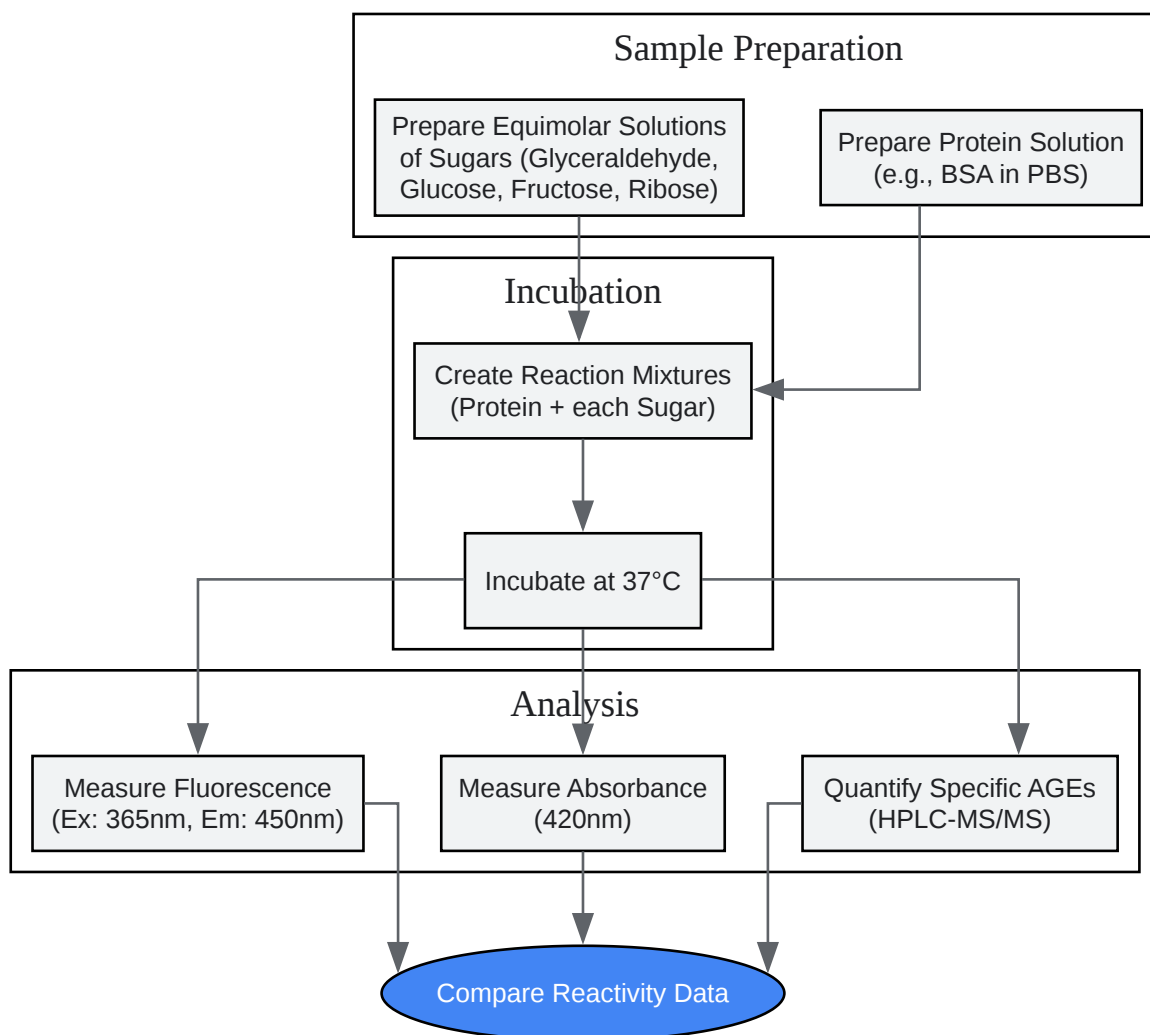 Sample Preparation
Prepare Equimolar Solutions
of Sugars (Glyceraldehyde,
Glucose, Fructose, Ribose)
Prepare Protein Solution
(e.g., BSA in PBS)
Incubation
Create Reaction Mixtures
(Protein + each Sugar)
Incubate at 37°C
Analysis
Measure Fluorescence
(Ex: 365nm, Em: 450nm)
Measure Absorbance
(420nm)
Quantify Specific AGEs
(HPLC-MS/MS)
Compare Reactivity Data